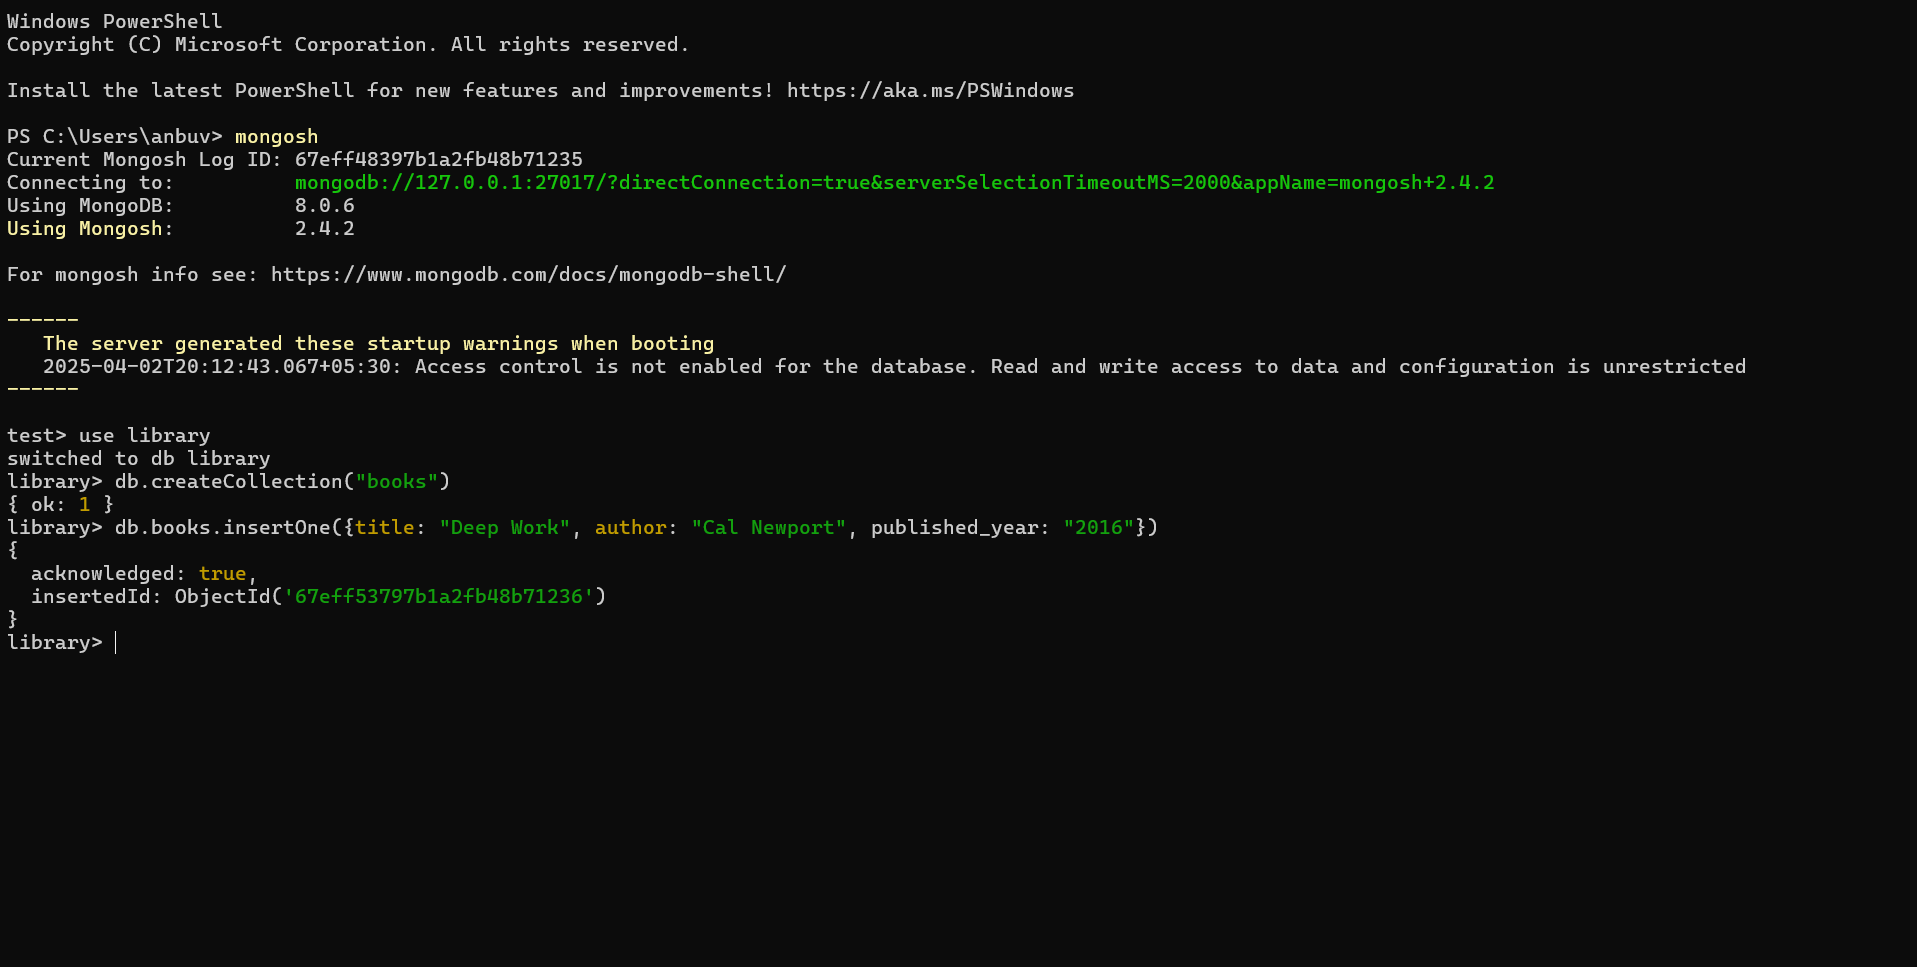 Windows PowerShell
Copyright (C) Microsoft Corporation. All rights reserved.
Install the latest PowerShell for new features and improvements! https://aka.ms/PSWindows
PS C:\Users\anbuv> mongosh
Current Mongosh Log ID: 67eff48397b1a2fb48b71235
Connecting to:          mongodb://127.0.0.1:27017/?directConnection=true&serverSelectionTimeoutMS=2000&appName=mongosh+2.4.2
Using MongoDB:          8.0.6
Using Mongosh:          2.4.2
For mongosh info see: https://www.mongodb.com/docs/mongodb-shell/
------
   The server generated these startup warnings when booting
   2025-04-02T20:12:43.067+05:30: Access control is not enabled for the database. Read and write access to data and configuration is unrestricted
------
test> use library
switched to db library
library> db.createCollection("books")
{ ok: 1 }
library> db.books.insertOne({title: "Deep Work", author: "Cal Newport", published_year: "2016"})
{
  acknowledged: true,
  insertedId: ObjectId('67eff53797b1a2fb48b71236')
}
library>